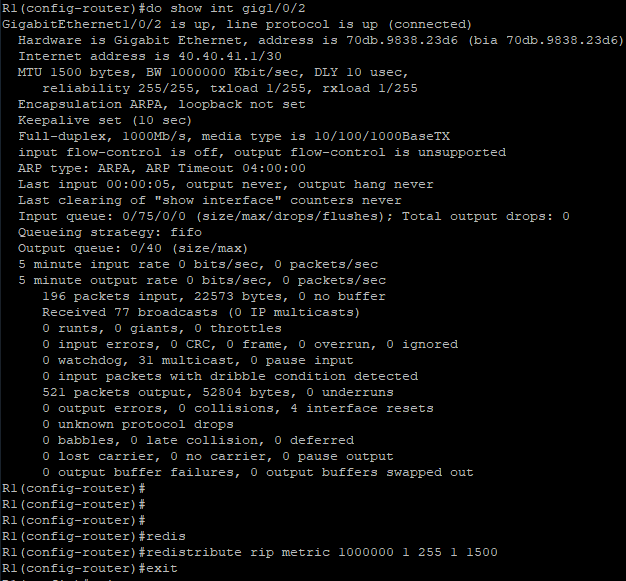 R1(config-router)#do show int gig1/0/2
GigabitEthernet1/0/2 is up, line protocol is up (connected)
Hardware is Gigabit Ethernet, address is 70db.9838.23d6 (bia 70db.9838.23d6)
Internet address is 40.40.41.1/30
MTU 1500 bytes, BW 1000000 Kbit/sec, DLY 10 usec,
reliability 255/255, txload 1/255, rxload 1/255
Encapsulation ARPA, loopback not set
Keepalive set (10 sec)
Full-duplex, 1000Mb/s, media type is 10/100/1000BaseTX
input flow-control is off, output flow-control is unsupported
ARP type: ARPA, ARP Timeout 04:00:00
Last input 00:00:05, output never, output hang never
Last clearing of "show interface" counters never
Input queue: 0/75/0/0 (size/max/drops/flushes); Total output drops: 0
Queueing strategy: fifo
Output queue: 0/40 (size/max)
5 minute input rate 0 bits/sec, 0 packets/sec
5 minute output rate 0 bits/sec, 0 packets/sec
196 packets input, 22573 bytes, 0 no buffer
Received 77 broadcasts (0 IP multicasts)
0 runts, 0 giants, 0 throttles
0 input errors, 0 CRC, 0 frame, 0 overrun, 0 ignored
0 watchdog, 31 multicast, 0 pause input
0 input packets with dribble condition detected
521 packets output, 52804 bytes, 0 underruns
0 output errors, 0 collisions, 4 interface resets
0 unknown protocol drops
0 babbles, 0 late collision, 0 deferred
0 lost carrier, 0 no carrier, 0 pause output
0 output buffer failures, 0 output buffers swapped out
R1(config-router)#
R1(config-router)#
R1(config-router)#
R1(config-router)#redis
R1(config-router)#redistribute rip metric 1000000 1 255 1 1500
R1(config-router)#exit